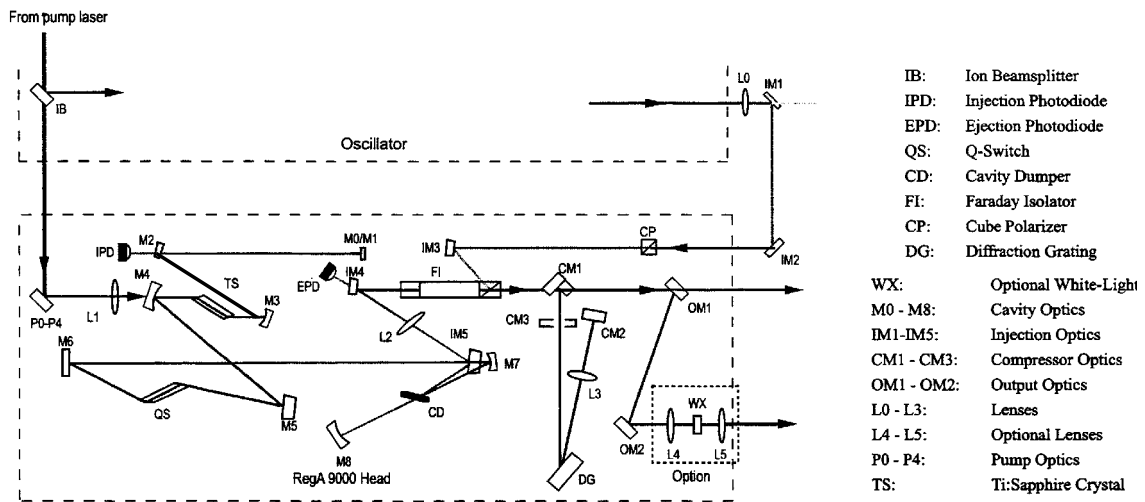 From pump laser
IB
L0
IM1
Oscillator
IPD
M2
M0/M1
IM3
CP
IM2
M4
TS
M3
EPD
IM4
FI
CM1
P0-P4
L1
L2
IM5
CM3
CM2
OM1
M6
M7
QS
M5
CD
L3
WX
M8
OM2
L4
L5
RegA 9000 Head
DG
Option
IB: Ion Beamsplitter
IPD: Injection Photodiode
EPD: Ejection Photodiode
QS: Q-Switch
CD: Cavity Dumper
FI: Faraday Isolator
CP: Cube Polarizer
DG: Diffraction Grating
WX: Optional White-Light
M0 - M8: Cavity Optics
IM1-IM5: Injection Optics
CM1 - CM3: Compressor Optics
OM1 - OM2: Output Optics
L0 - L3: Lenses
L4 - L5: Optional Lenses
P0 - P4: Pump Optics
TS: Ti:Sapphire Crystal